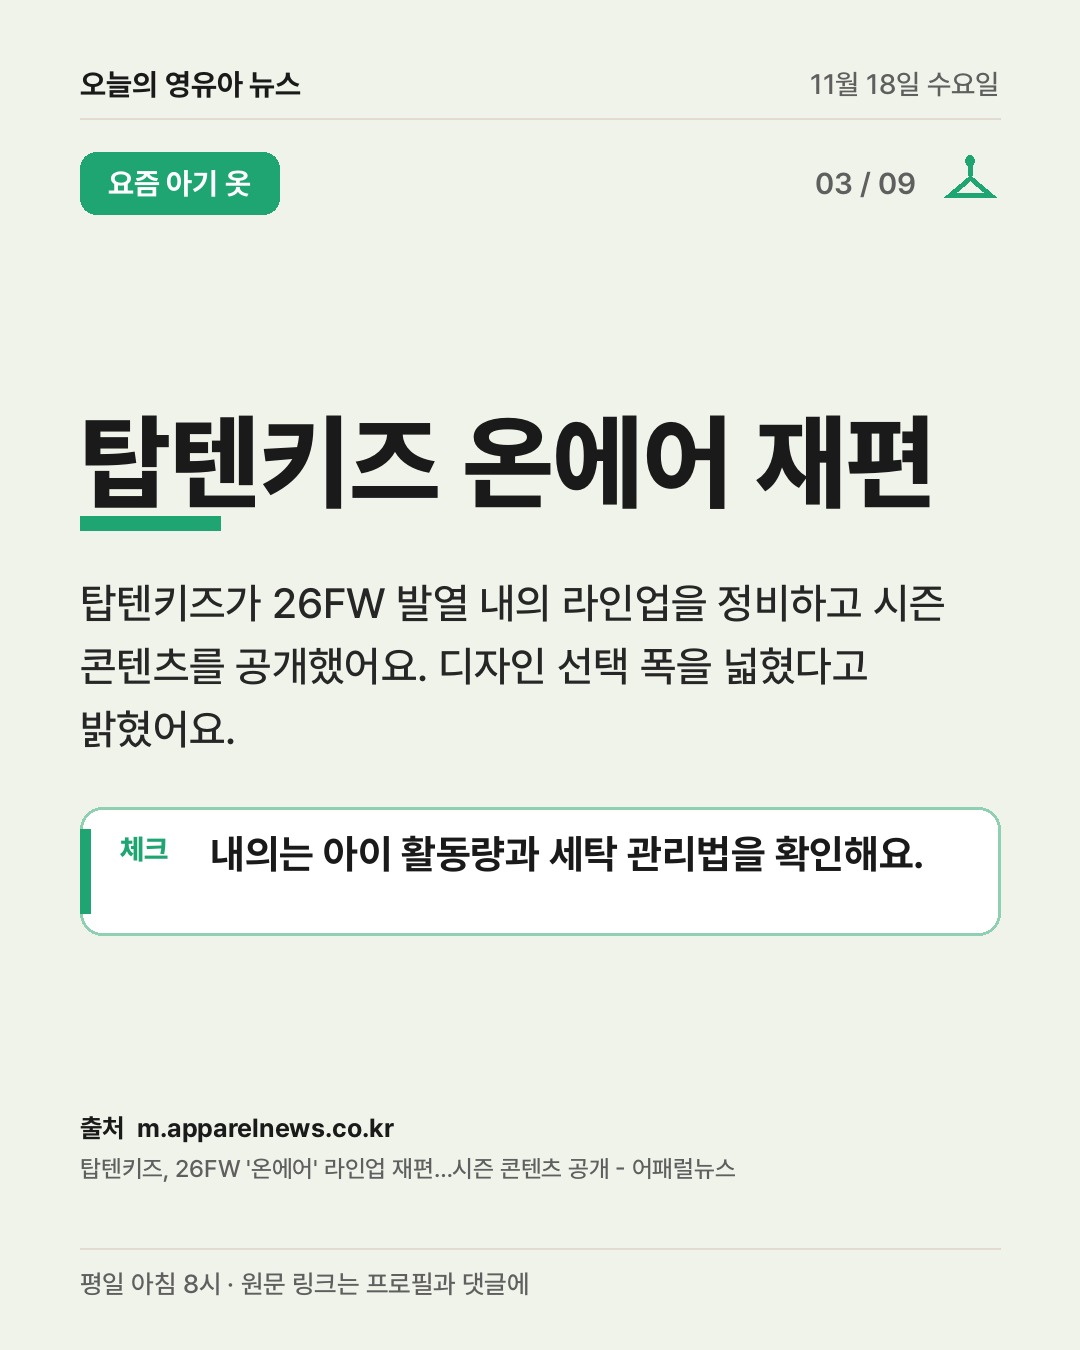 오늘의 영유아 뉴스
11월 18일 수요일
요즘 아기 옷
03 / 09
탑텐키즈 온에어 재편
탑텐키즈가 26FW 발열 내의 라인업을 정비하고 시즌
콘텐츠를 공개했어요. 디자인 선택 폭을 넓혔다고
밝혔어요.
체크 내의는 아이 활동량과 세탁 관리법을 확인해요.
출처 m.apparelnews.co.kr
탑텐키즈, 26FW '온에어' 라인업 재편...시즌 콘텐츠 공개 - 어패럴뉴스
평일 아침 8시 · 원문 링크는 프로필과 댓글에